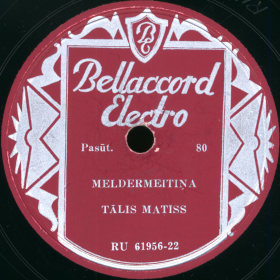 Bellaccord
Electro
Pasūt. 80
MELDERMEITIŅA
TĀLIS MATISS
RU 61956-22